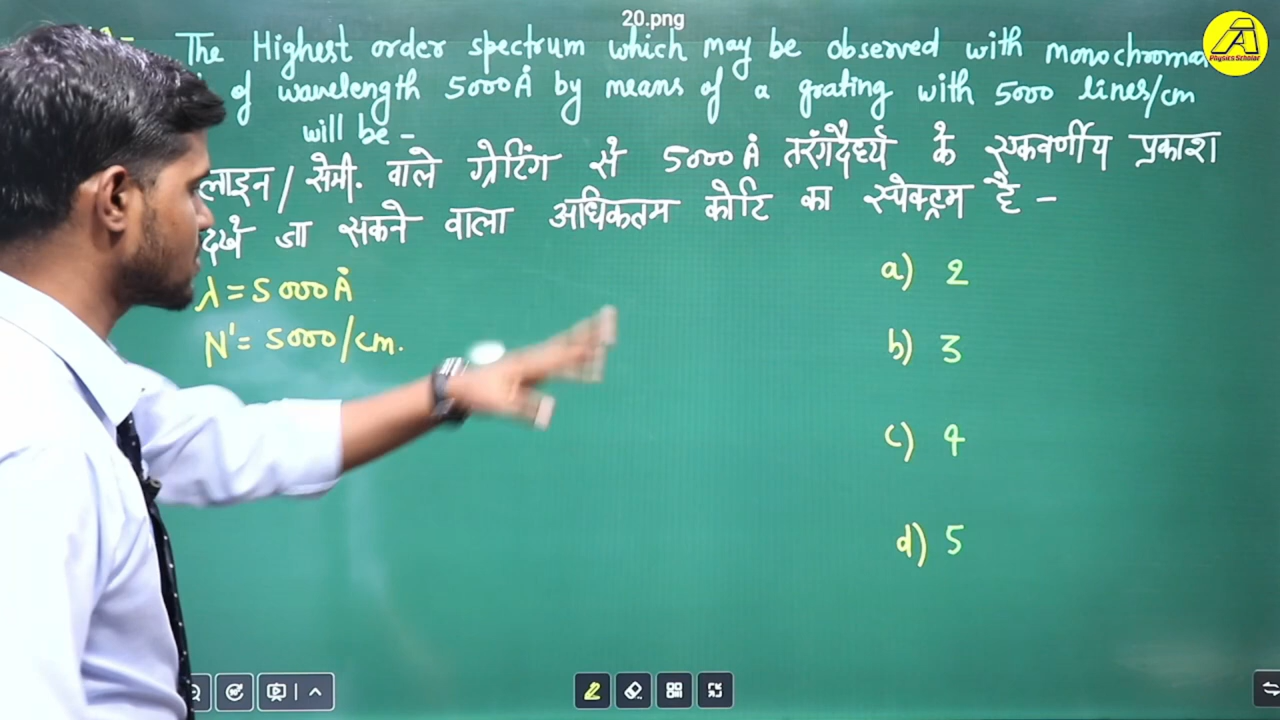 20.png
The Highest order spectrum which may be observed with monochroma
of wavelength 5000Å by means of a grating with 5000 lines/cm
will be -
लाइन/सेमी. वाले ग्रेटिंग से 5000Å तरंगदैर्ध्य के एकवर्णीय प्रकाश
देखे जा सकने वाला अधिकतम कोटि का स्पेक्ट्रम है -
λ = 5000Å
N' = 5000/cm.
a) 2
b) 3
c) 4
d) 5
Physics Scholar